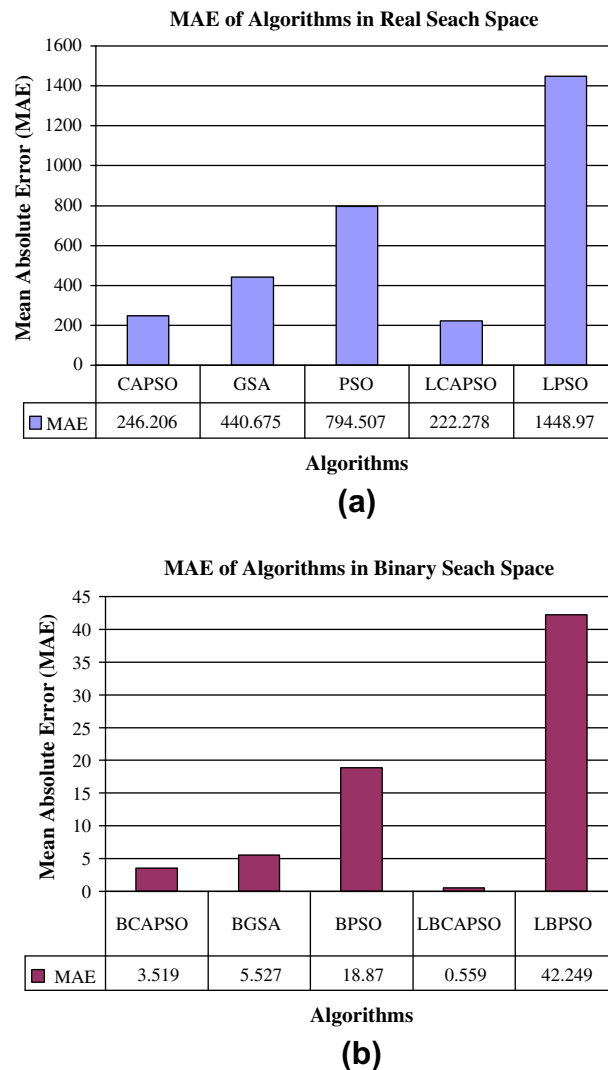 MAE of Algorithms in Real Seach Space
Mean Absolute Error (MAE)
1600
1400
1200
1000
800
600
400
200
0
CAPSO GSA PSO LCAPSO LPSO
MAE 246.206 440.675 794.507 222.278 1448.97
Algorithms
(a)
MAE of Algorithms in Binary Seach Space
Mean Absolute Error (MAE)
45
40
35
30
25
20
15
10
5
0
BCAPSO BGSA BPSO LBCAPSO LBPSO
MAE 3.519 5.527 18.87 0.559 42.249
Algorithms
(b)